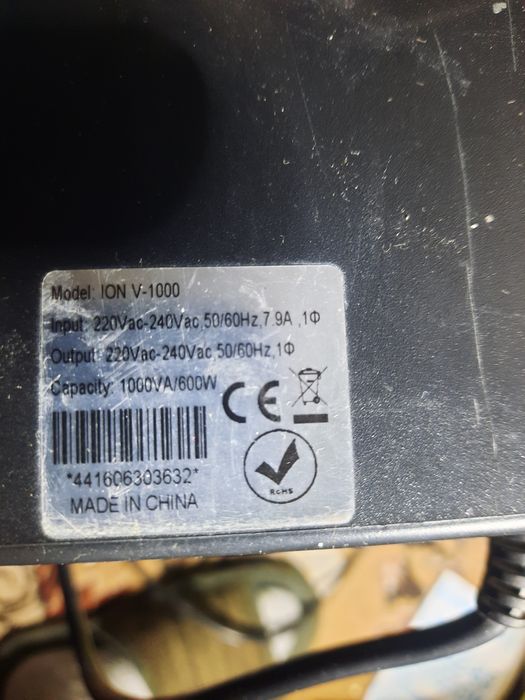 Model: ION V-1000
Input: 220Vac-240Vac,50/60Hz,7.9A ,1Φ
Output: 220Vac-240Vac,50/60Hz,1Φ
Capacity: 1000VA/600W
CE
*441606303632*
RoHS
MADE IN CHINA